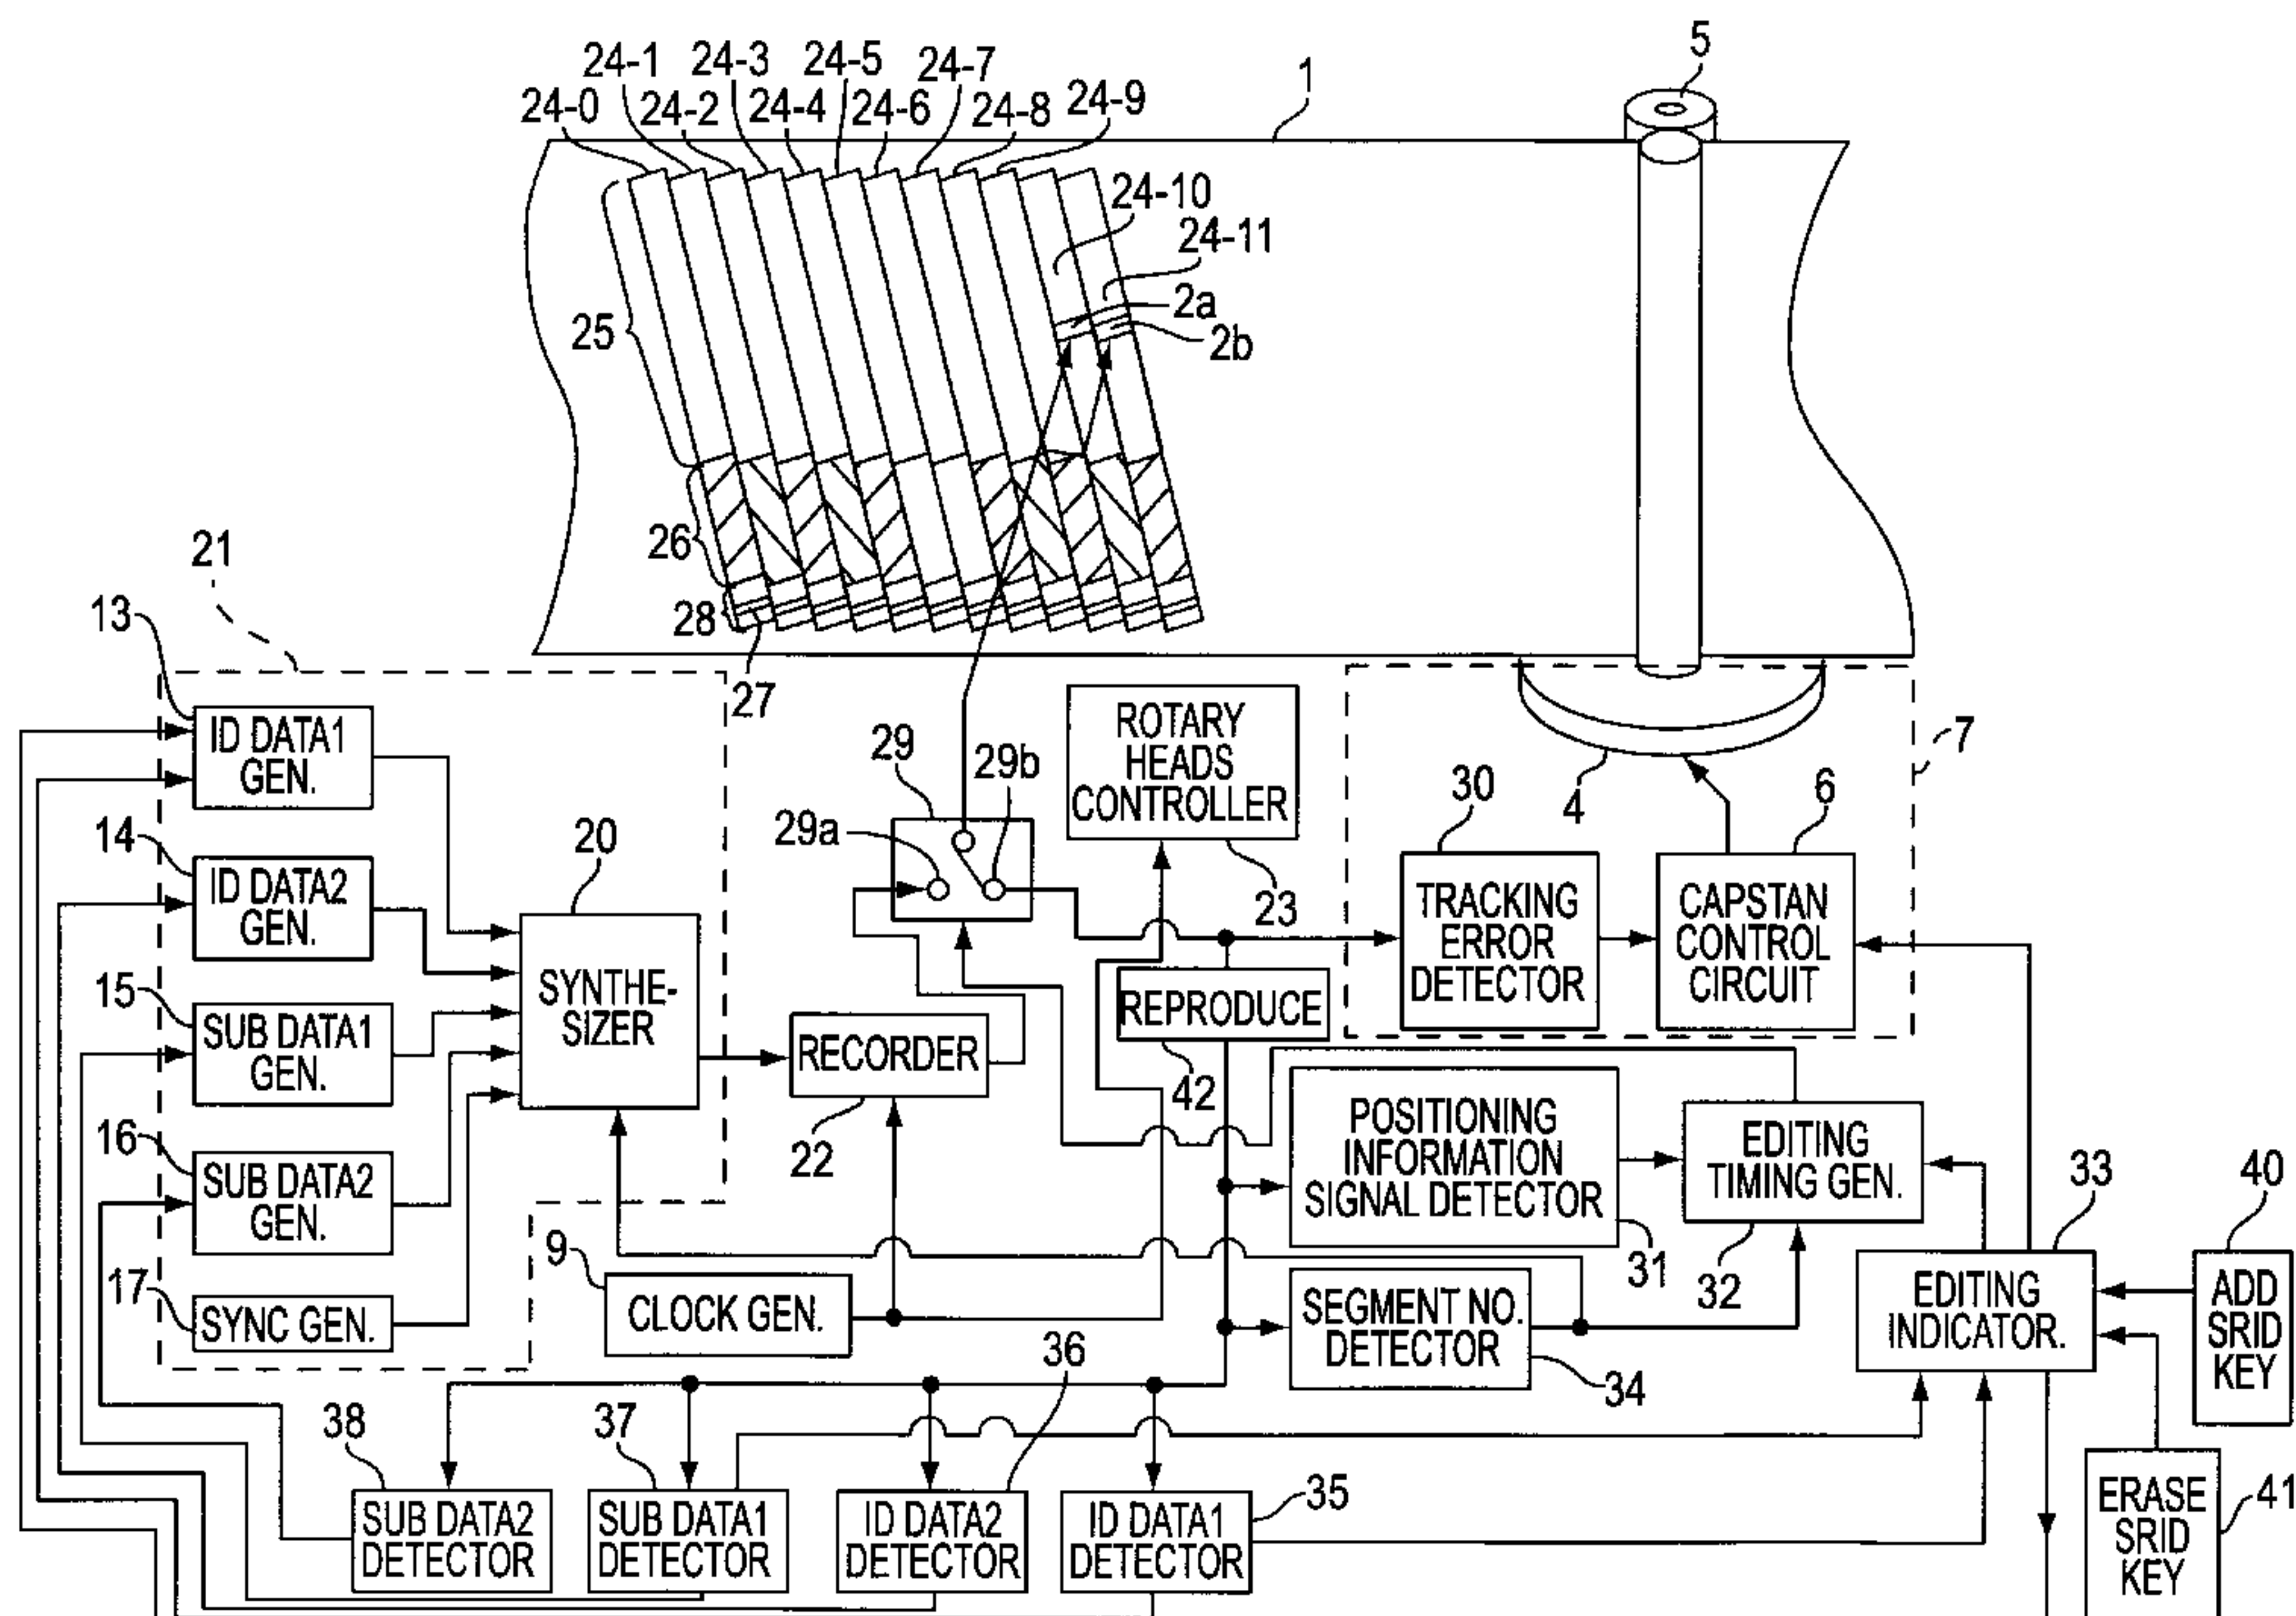 5
24-1
24-3
24-5
24-7
1
24-0
24-2
24-4
24-6
24-8
24-9
24-10
24-11
2a
2b
25
26
28
27
21
13
ID DATA1
GEN.
14
ID DATA2
GEN.
15
SUB DATA1
GEN.
16
SUB DATA2
GEN.
17
SYNC GEN.
20
SYNTHE-
SIZER
RECORDER
22
29
29a
29b
ROTARY
HEADS
CONTROLLER
23
4
7
30
TRACKING
ERROR
DETECTOR
6
CAPSTAN
CONTROL
CIRCUIT
REPRODUCE
42
POSITIONING
INFORMATION
SIGNAL DETECTOR
31
EDITING
TIMING GEN.
32
9
CLOCK GEN.
SEGMENT NO.
DETECTOR
34
33
EDITING
INDICATOR.
40
ADD
SRID
KEY
38
SUB DATA2
DETECTOR
37
SUB DATA1
DETECTOR
36
ID DATA2
DETECTOR
35
ID DATA1
DETECTOR
ERASE
SRID
KEY
41